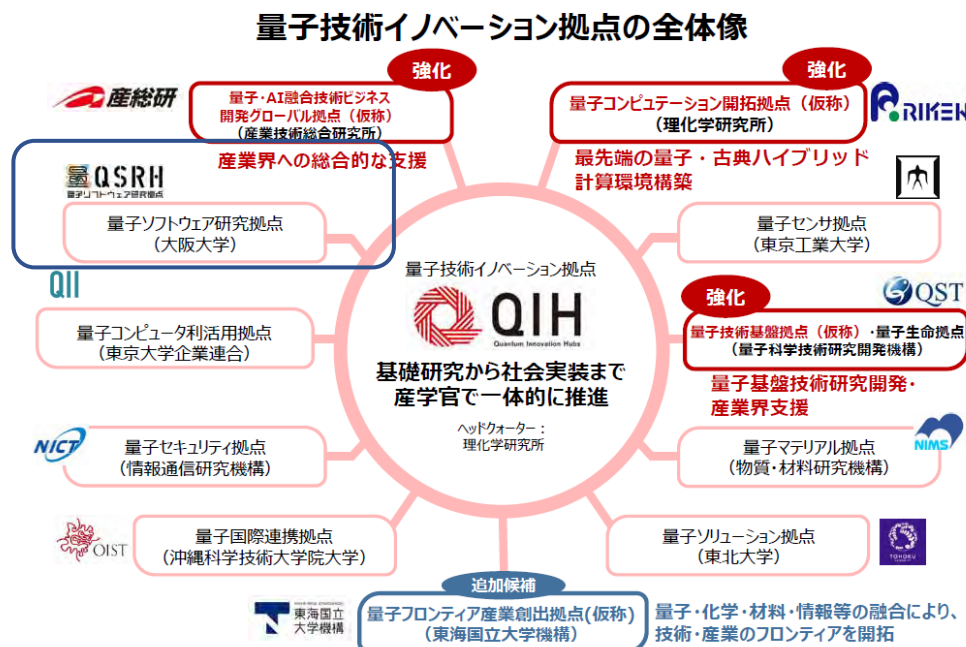 量子技術イノベーション拠点の全体像
強化
産総研
量子・AI融合技術ビジネス
開発グローバル拠点（仮称）
（産業技術総合研究所）
産業界への総合的な支援
強化
量子コンピュテーション開拓拠点（仮称）
（理化学研究所）
RIKEN
最先端の量子・古典ハイブリッド
計算環境構築
量 QSRH
量子ソフトウェア研究拠点
量子ソフトウェア研究拠点
（大阪大学）
量子センサ拠点
（東京工業大学）
QII
量子コンピュータ利活用拠点
（東京大学企業連合）
量子技術イノベーション拠点
QIH
Quantum Innovation Hubs
基礎研究から社会実装まで
産学官で一体的に推進
ヘッドクォーター：
理化学研究所
強化
QST
量子技術基盤拠点（仮称）・量子生命拠点
（量子科学技術研究開発機構）
量子基盤技術研究開発・
産業界支援
NICT
量子セキュリティ拠点
（情報通信研究機構）
量子マテリアル拠点
（物質・材料研究機構）
NIMS
OIST
量子国際連携拠点
（沖縄科学技術大学院大学）
量子ソリューション拠点
（東北大学）
TOHOKU
追加候補
東海国立
大学機構
量子フロンティア産業創出拠点(仮称)
（東海国立大学機構）
量子・化学・材料・情報等の融合により、
技術・産業のフロンティアを開拓